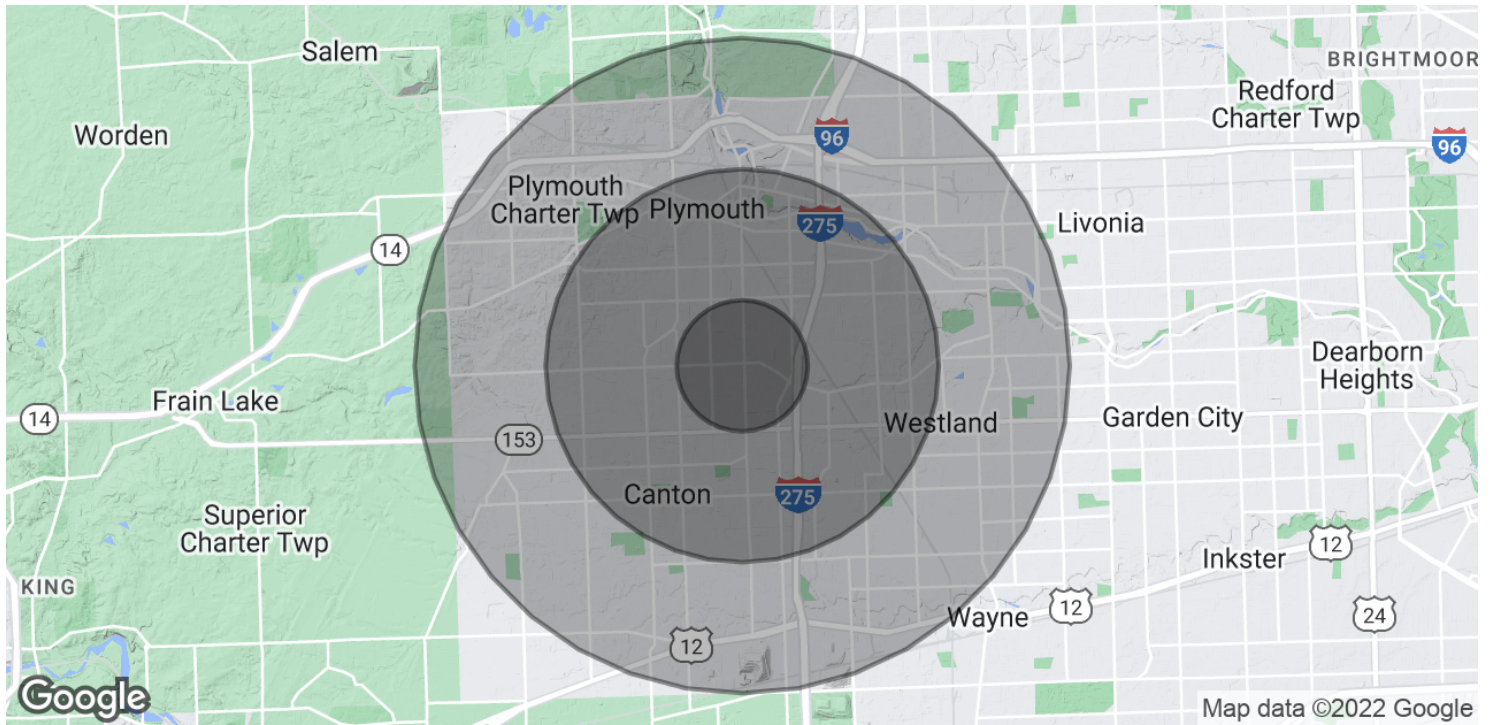 Salem
BRIGHTMOOR
Worden
Redford
Charter Twp
96
96
Plymouth
Charter Twp
Plymouth
275
Livonia
14
Dearborn
Heights
Frain Lake
14
153
Westland
Garden City
Canton
275
Superior
Charter Twp
12
Inkster
KING
Wayne
12
24
12
Google
Map data ©2022 Google